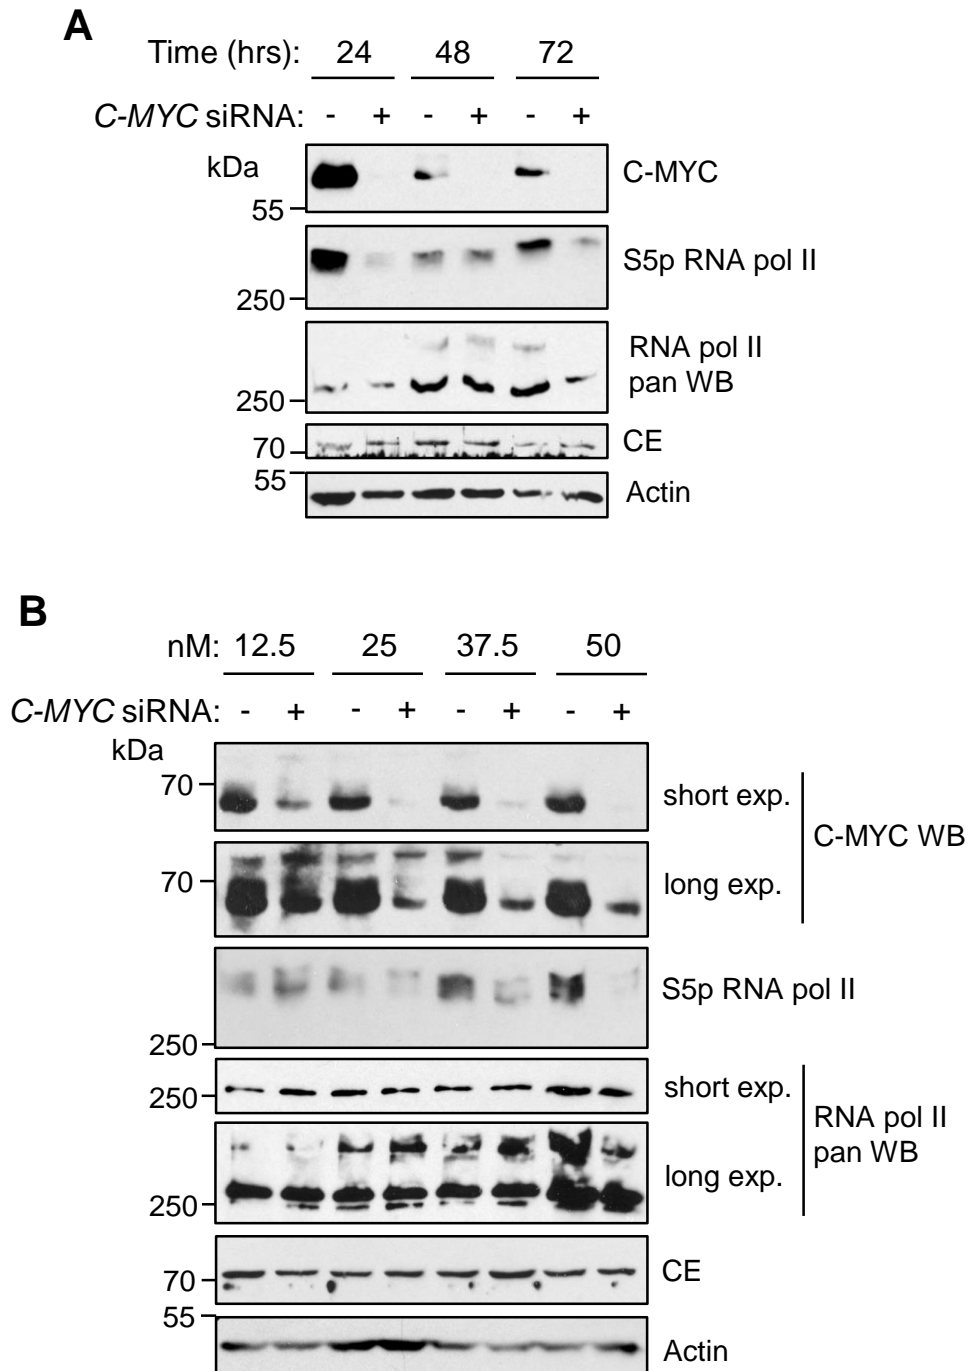 A
Time (hrs): 24 48 72
C-MYC siRNA: - + - + - +
kDa
C-MYC
55
S5p RNA pol II
250
RNA pol II
pan WB
250
CE
70
55
Actin
B
nM: 12.5 25 37.5 50
C-MYC siRNA: - + - + - + - +
kDa
70
short exp.
C-MYC WB
70
long exp.
S5p RNA pol II
250
short exp.
250
RNA pol II
pan WB
long exp.
250
CE
70
55
Actin